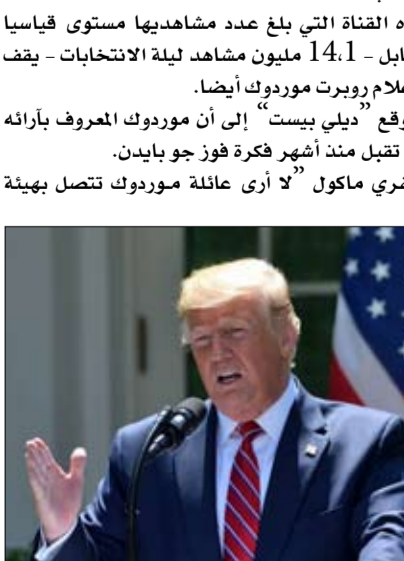 ه القناة التي بلغ عدد مشاهديها مستوى قياسيا
ابل – 14،1 مليون مشاهد ليلة الانتخابات – يقف
علام روبرت موردوك أيضا.
وقع ”ديلي بيست“ إلى أن موردوك المعروف بآرائه
تقبل منذ أشهر فكرة فوز جو بايدن.
فري ماكول ”لا أرى عائلة موردوك تتصل بهيئة